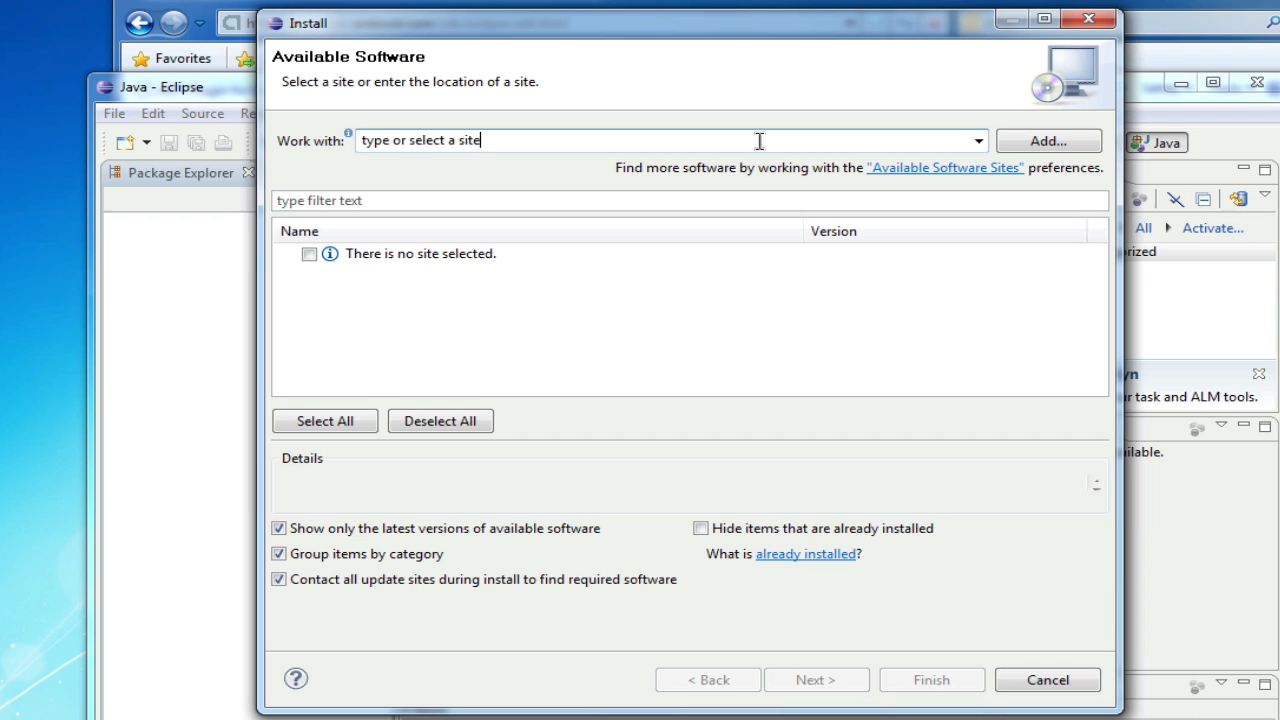 Install
Available Software
Select a site or enter the location of a site.
Favorites
Java - Eclipse
File Edit Source Re
Work with: type or select a site Add...
Java
Find more software by working with the "Available Software Sites" preferences.
Package Explorer
type filter text
Name Version
All Activate...
There is no site selected.
rized
yn
ur task and ALM tools.
Select All Deselect All
ilable.
Details
Show only the latest versions of available software
Hide items that are already installed
Group items by category
What is already installed?
Contact all update sites during install to find required software
? < Back Next > Finish Cancel